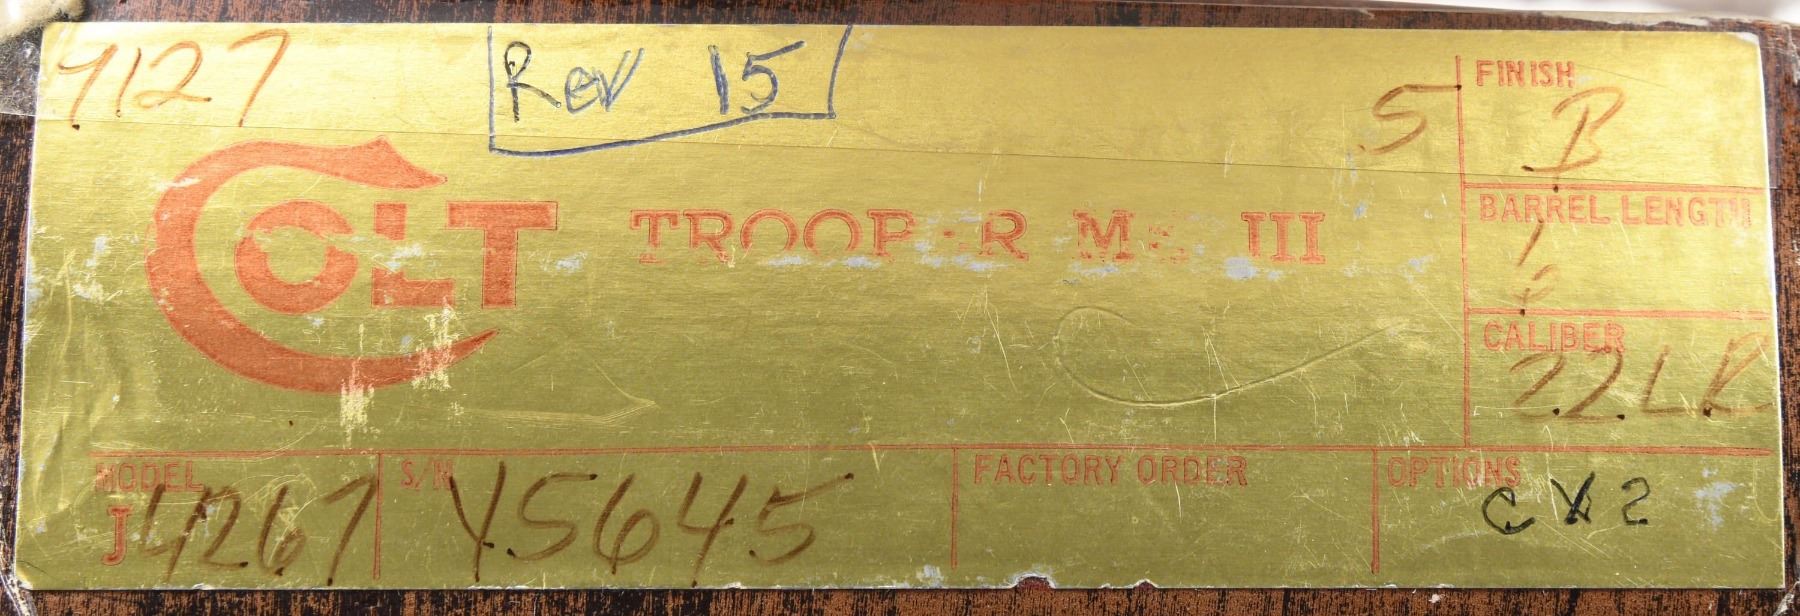 7127
Rev 15
5
FINISH
B
COLT
TROOPER MK III
BARREL LENGTH
CALIBER
22LR
MODEL
J4267
S/N
Y5645
FACTORY ORDER
OPTIONS
C X 2